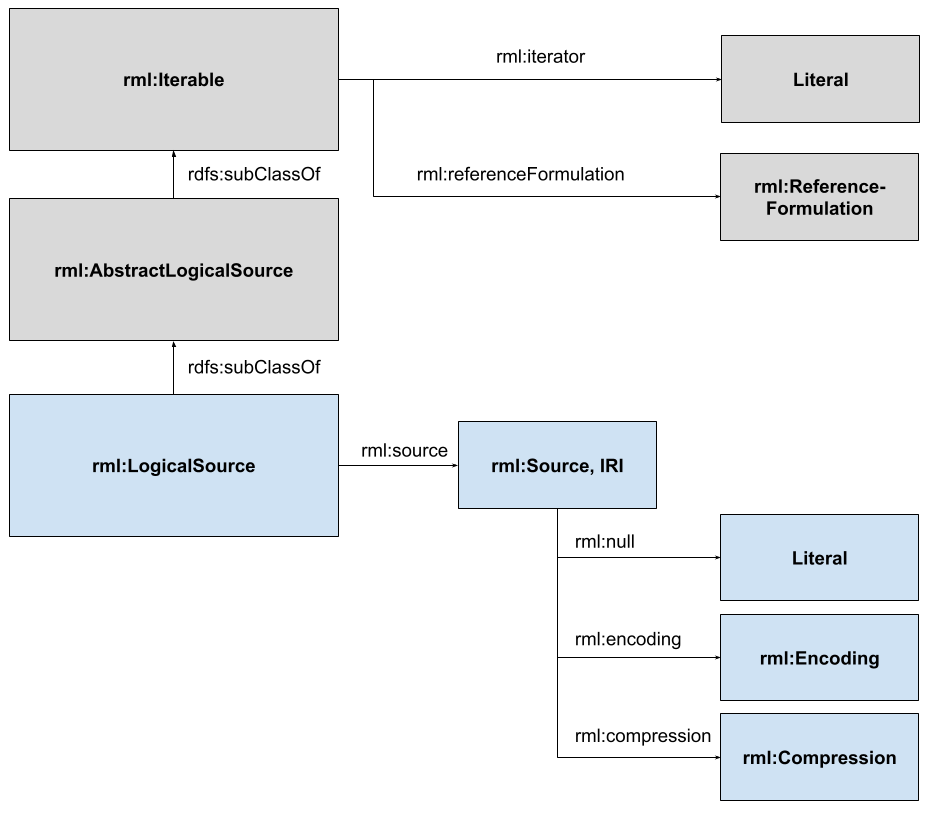 rml:Iterable
rml:iterator
Literal
rdfs:subClassOf
rml:referenceFormulation
rml:Reference-
Formulation
rml:AbstractLogicalSource
rdfs:subClassOf
rml:LogicalSource
rml:source
rml:Source, IRI
rml:null
Literal
rml:encoding
rml:Encoding
rml:compression
rml:Compression